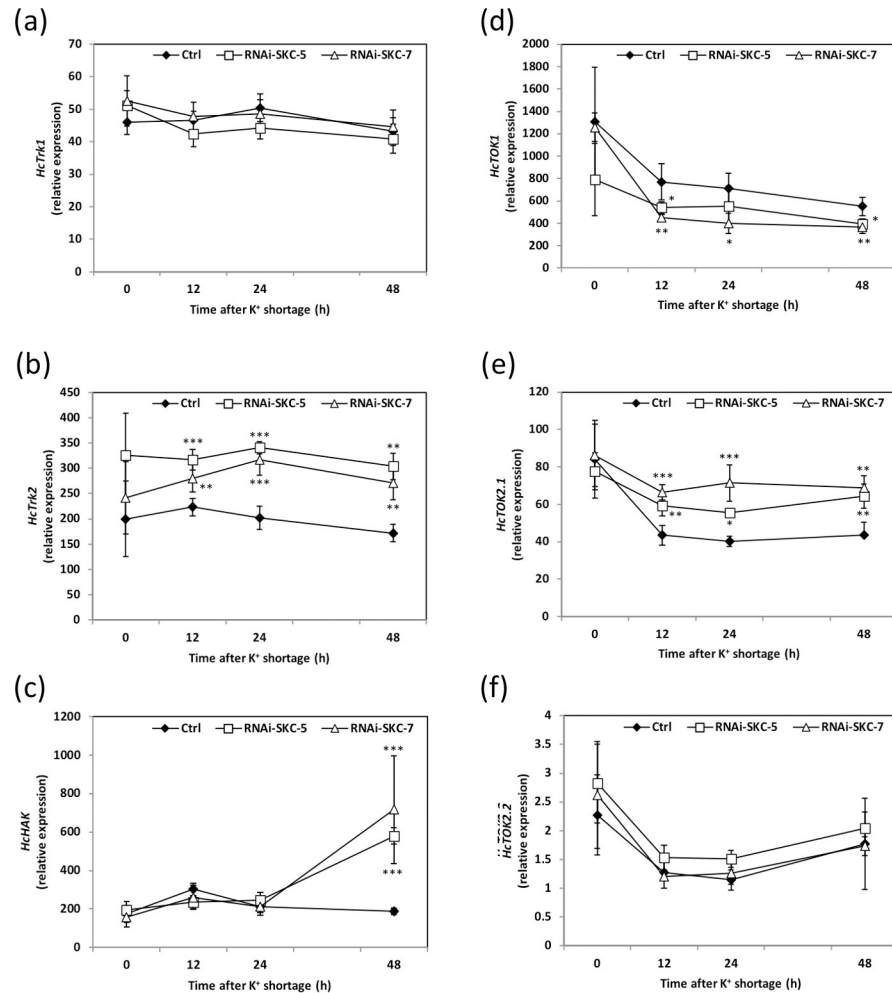 (a)
70
60
50
40
30
20
10
0
Ctrl RNAi-SKC-5 RNAi-SKC-7
HcTrk1
(relative expression)
0 12 24 48
Time after K⁺ shortage (h)
(b)
450
400
350
300
250
200
150
100
50
0
Ctrl RNAi-SKC-5 RNAi-SKC-7
*** *** **
** *** **
HcTrk2
(relative expression)
0 12 24 48
Time after K⁺ shortage (h)
(c)
1200
1000
800
600
400
200
0
Ctrl RNAi-SKC-5 RNAi-SKC-7
***
***
HcHAK
(relative expression)
0 12 24 48
Time after K⁺ shortage (h)
(d)
2000
1800
1600
1400
1200
1000
800
600
400
200
0
Ctrl RNAi-SKC-5 RNAi-SKC-7
* *
** * **
HcTOK1
(relative expression)
0 12 24 48
Time after K⁺ shortage (h)
(e)
120
100
80
60
40
20
0
Ctrl RNAi-SKC-5 RNAi-SKC-7
*** *** **
** * **
HcTOK2.1
(relative expression)
0 12 24 48
Time after K⁺ shortage (h)
(f)
4
3.5
3
2.5
2
1.5
1
0.5
0
Ctrl RNAi-SKC-5 RNAi-SKC-7
HcTOK2.2
(relative expression)
0 12 24 48
Time after K⁺ shortage (h)